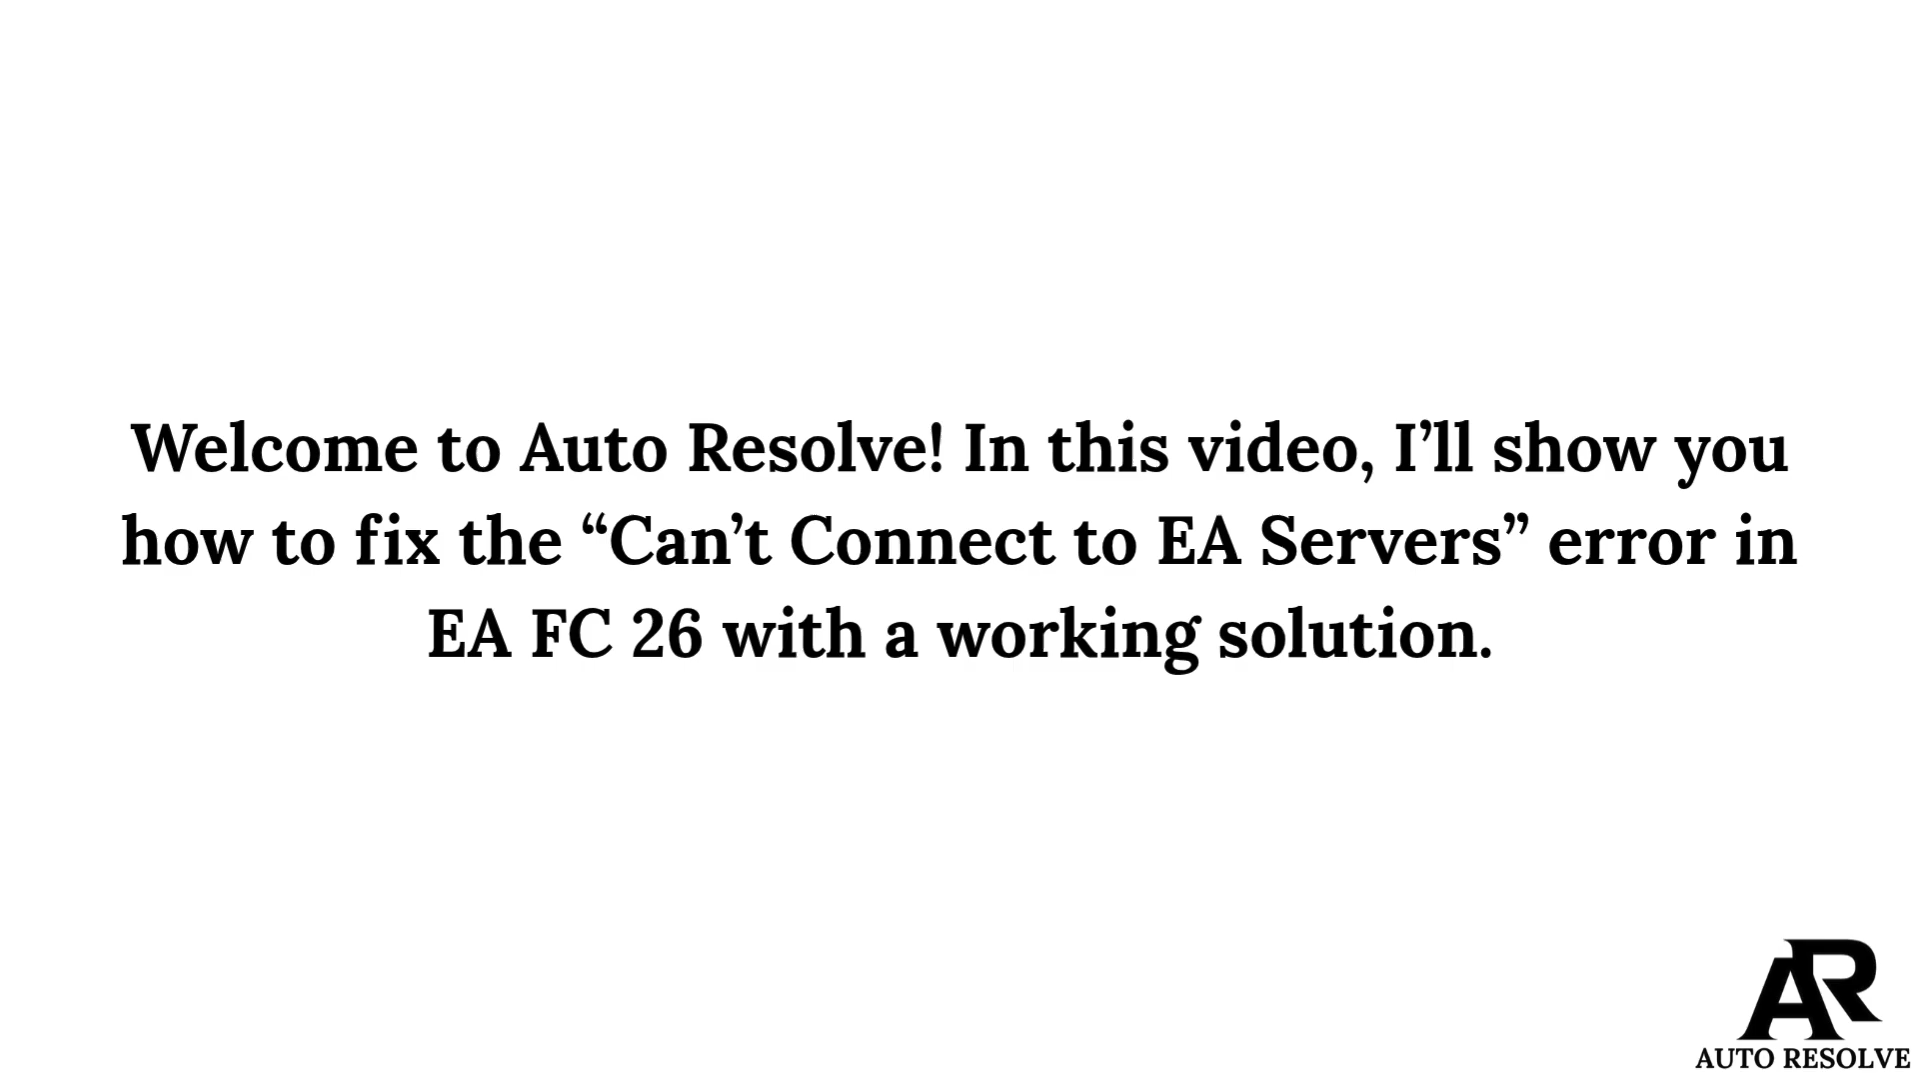 Welcome to Auto Resolve! In this video, I’ll show you
how to fix the “Can’t Connect to EA Servers” error in
EA FC 26 with a working solution.
AR
AUTO RESOLVE